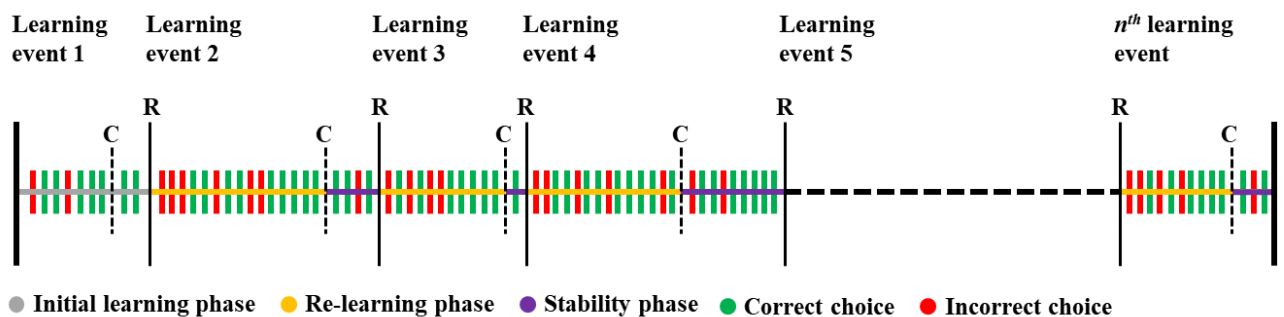 Learning event 1
Learning event 2
Learning event 3
Learning event 4
Learning event 5
nth learning event
R
R
R
R
R
C
C
C
C
C
Initial learning phase
Re-learning phase
Stability phase
Correct choice
Incorrect choice